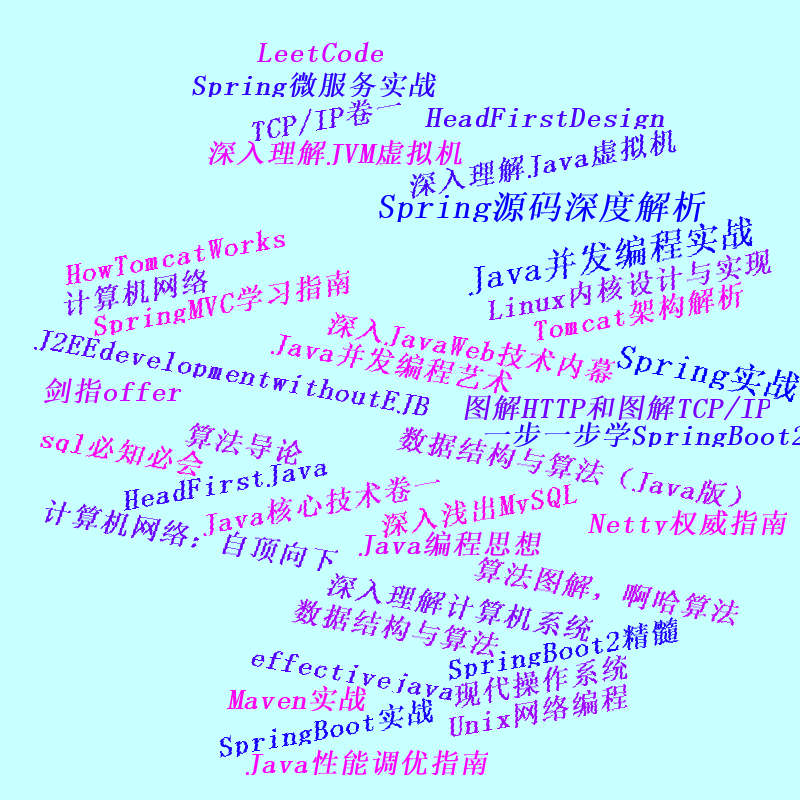 LeetCode
Spring微服务实战
TCP/IP卷一
HeadFirstDesign
深入理解JVM虚拟机
深入理解Java虚拟机
Spring源码深度解析
HowTomcatWorks
Java并发编程实战
计算机网络
Linux内核设计与实现
SpringMVC学习指南
Tomcat架构解析
深入JavaWeb技术内幕
Java并发编程艺术
J2EEdevelopmentwithoutEJB
Spring实战
剑指offer
图解HTTP和图解TCP/IP
一步一步学SpringBoot2
算法导论
sql必知必会
数据结构与算法（Java版）
HeadFirstJava
Java核心技术卷一
深入浅出MySQL
Netty权威指南
计算机网络：自顶向下
Java编程思想
算法图解，啊哈算法
深入理解计算机系统
数据结构与算法
SpringBoot2精髓
effectivejava
现代操作系统
Maven实战
Unix网络编程
SpringBoot实战
Java性能调优指南